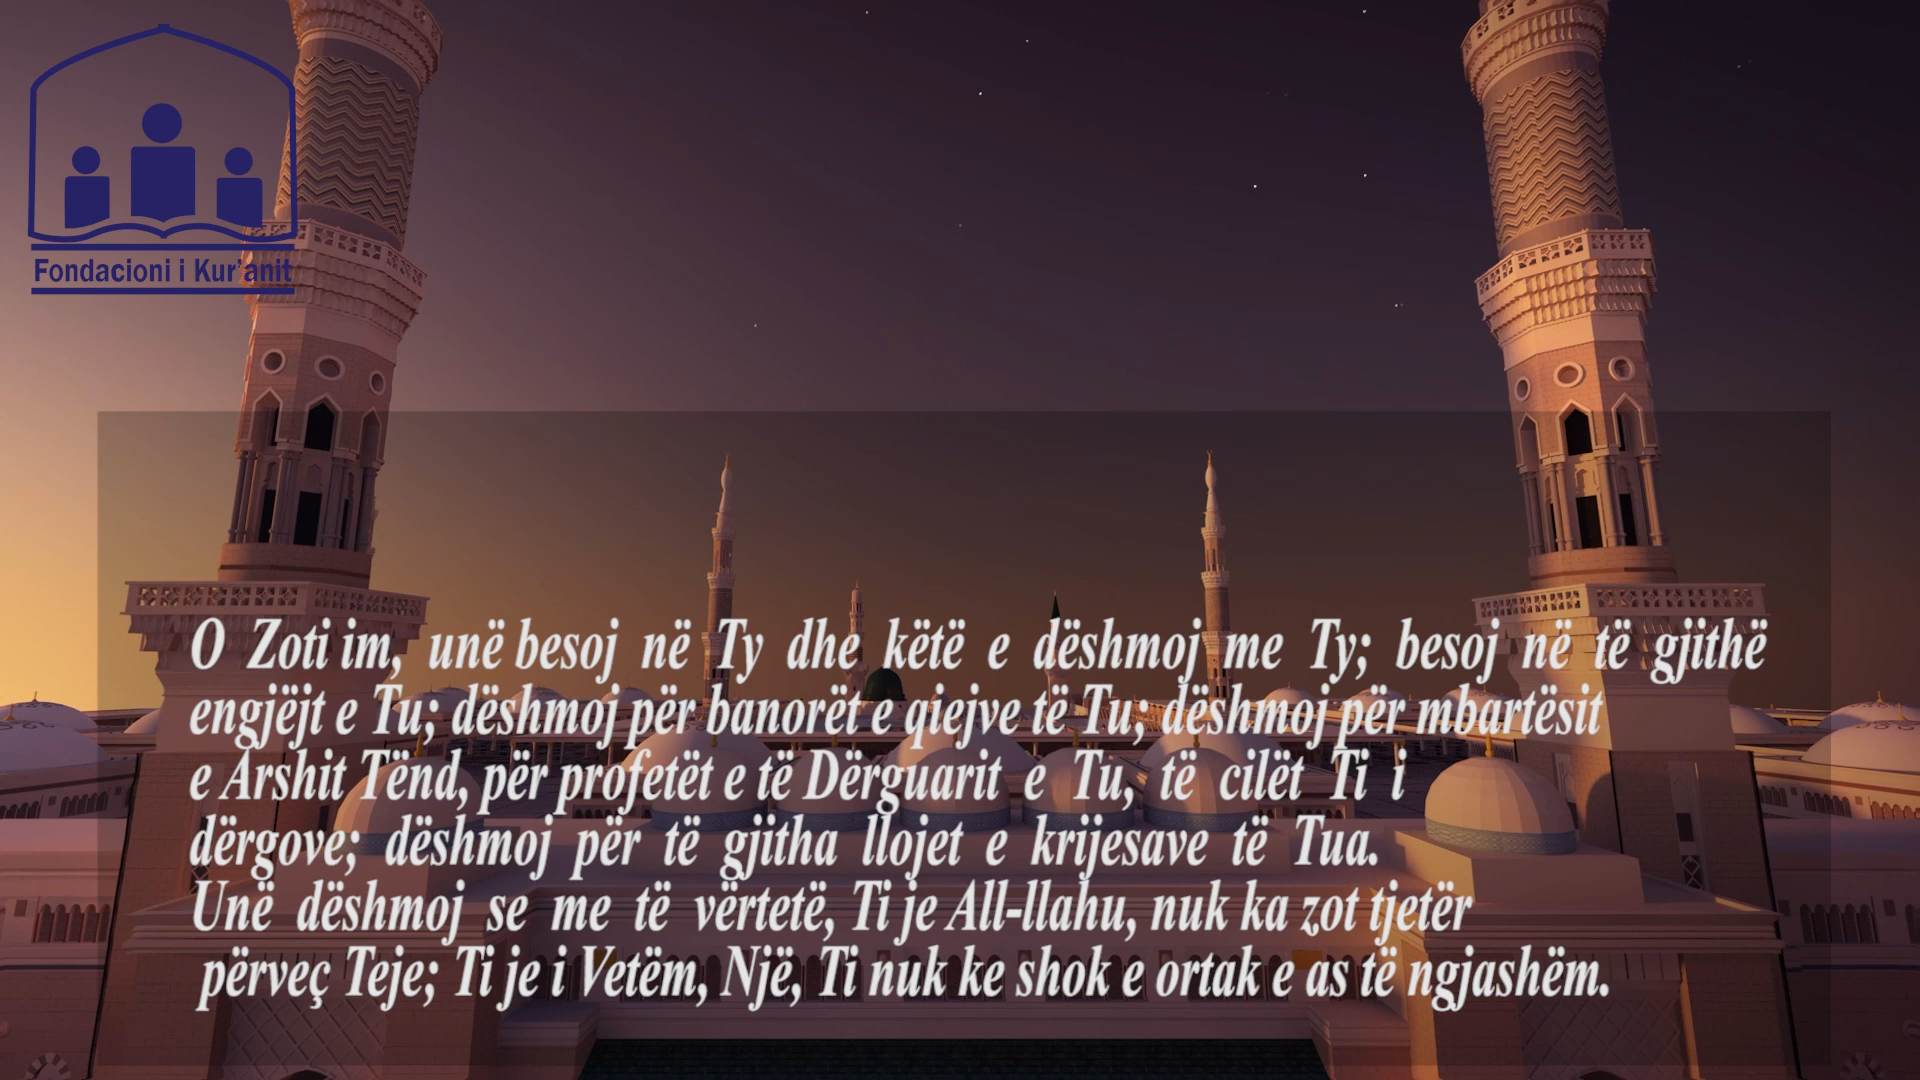 Fondacioni i Kur'anit
O Zoti im, unë besoj në Ty dhe këtë e dëshmoj me Ty; besoj në të gjithë
engjëjt e Tu; dëshmoj për banorët e qiejve të Tu; dëshmoj për mbartësit
e Arshit Tënd, për profetët e të Dërguarit e Tu, të cilët Ti i
dërgove; dëshmoj për të gjitha llojet e krijesave të Tua.
Unë dëshmoj se me të vërtetë, Ti je All-llahu, nuk ka zot tjetër
përveç Teje; Ti je i Vetëm, Një, Ti nuk ke shok e ortak e as të ngjashëm.